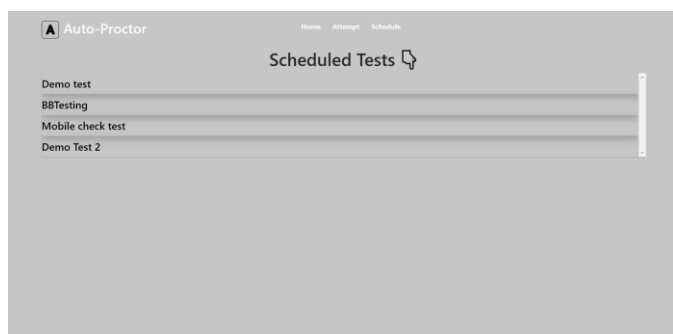 A Auto-Proctor Home Attempt Schedule
Scheduled Tests
Demo test
BBTesting
Mobile check test
Demo Test 2